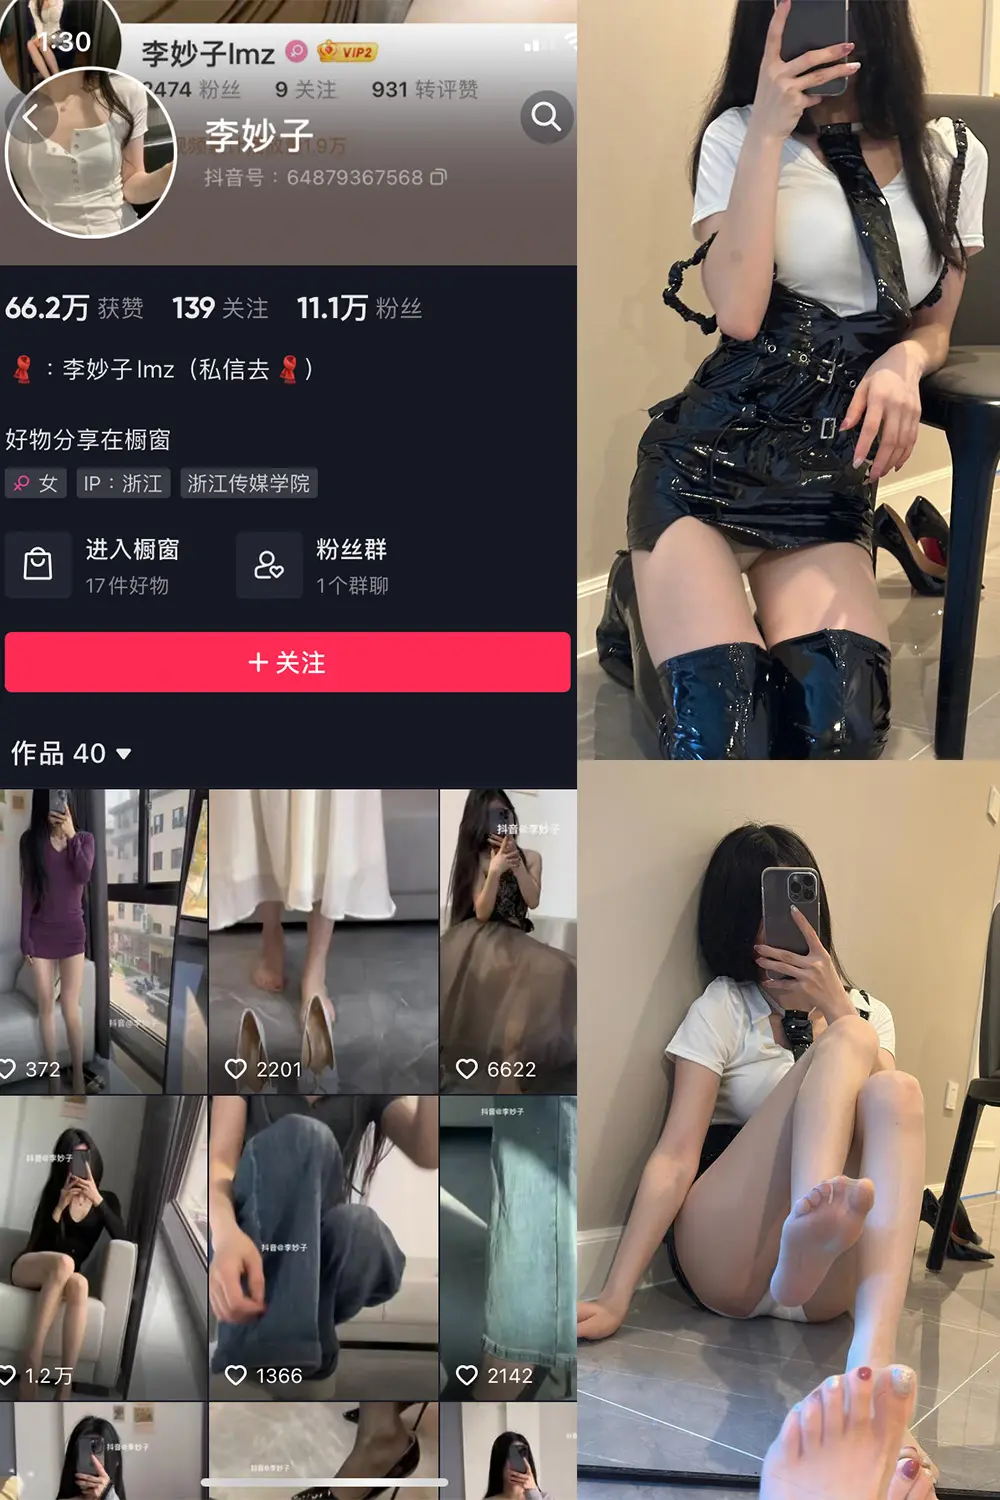 1:30
李妙子lmz VIP2
2474 粉丝 9 关注 931 转评赞
李妙子
抖音号：64879367568
66.2万 获赞 139 关注 11.1万 粉丝
：李妙子lmz（私信去 ）
好物分享在橱窗
女 IP：浙江 浙江传媒学院
进入橱窗
17件好物
粉丝群
1个群聊
+ 关注
作品 40
抖音@李妙子
抖音@李妙子
372
2201
6622
抖音@李妙子
抖音@李妙子
抖音@李妙子
1.2万
1366
2142
抖音@李妙子
抖音@李妙子